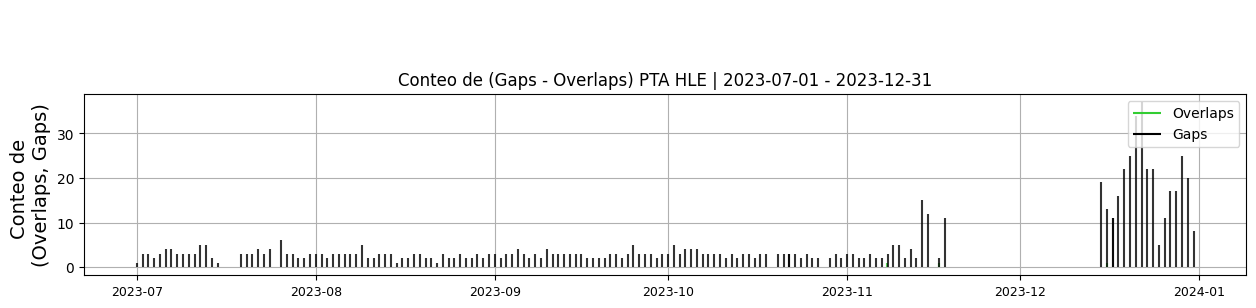 Conteo de (Gaps - Overlaps) PTA HLE | 2023-07-01 - 2023-12-31
Conteo de
(Overlaps, Gaps)
30
20
10
0
Overlaps
Gaps
2023-07
2023-08
2023-09
2023-10
2023-11
2023-12
2024-01